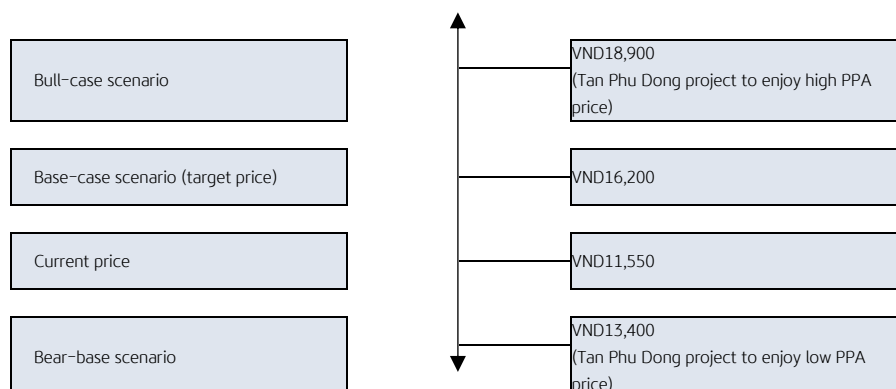 Bull-case scenario
VND18,900
(Tan Phu Dong project to enjoy high PPA
price)
Base-case scenario (target price)
VND16,200
Current price
VND11,550
Bear-base scenario
VND13,400
(Tan Phu Dong project to enjoy low PPA
price)